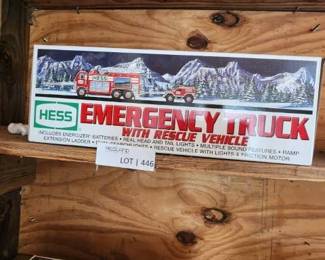 HESS
EMERGENCY TRUCK
WITH RESCUE VEHICLE
INCLUDES ENERGIZER BATTERIES • REAL HEAD AND TAIL LIGHTS • MULTIPLE SOUND FEATURES • RAMP
EXTENSION LADDER • RESCUE VEHICLE WITH LIGHTS & FRICTION MOTOR
LOT | 446